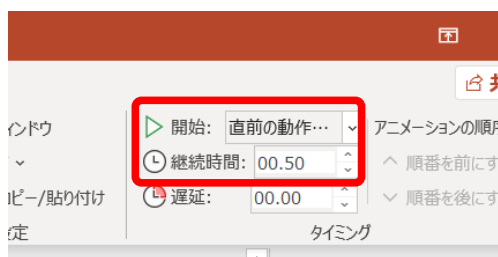 共
ィンドウ
開始: 直前の動作… アニメーションの順序
継続時間: 00.50 順番を前にす
ピー/貼り付け 遅延: 00.00 順番を後にす
定 タイミング